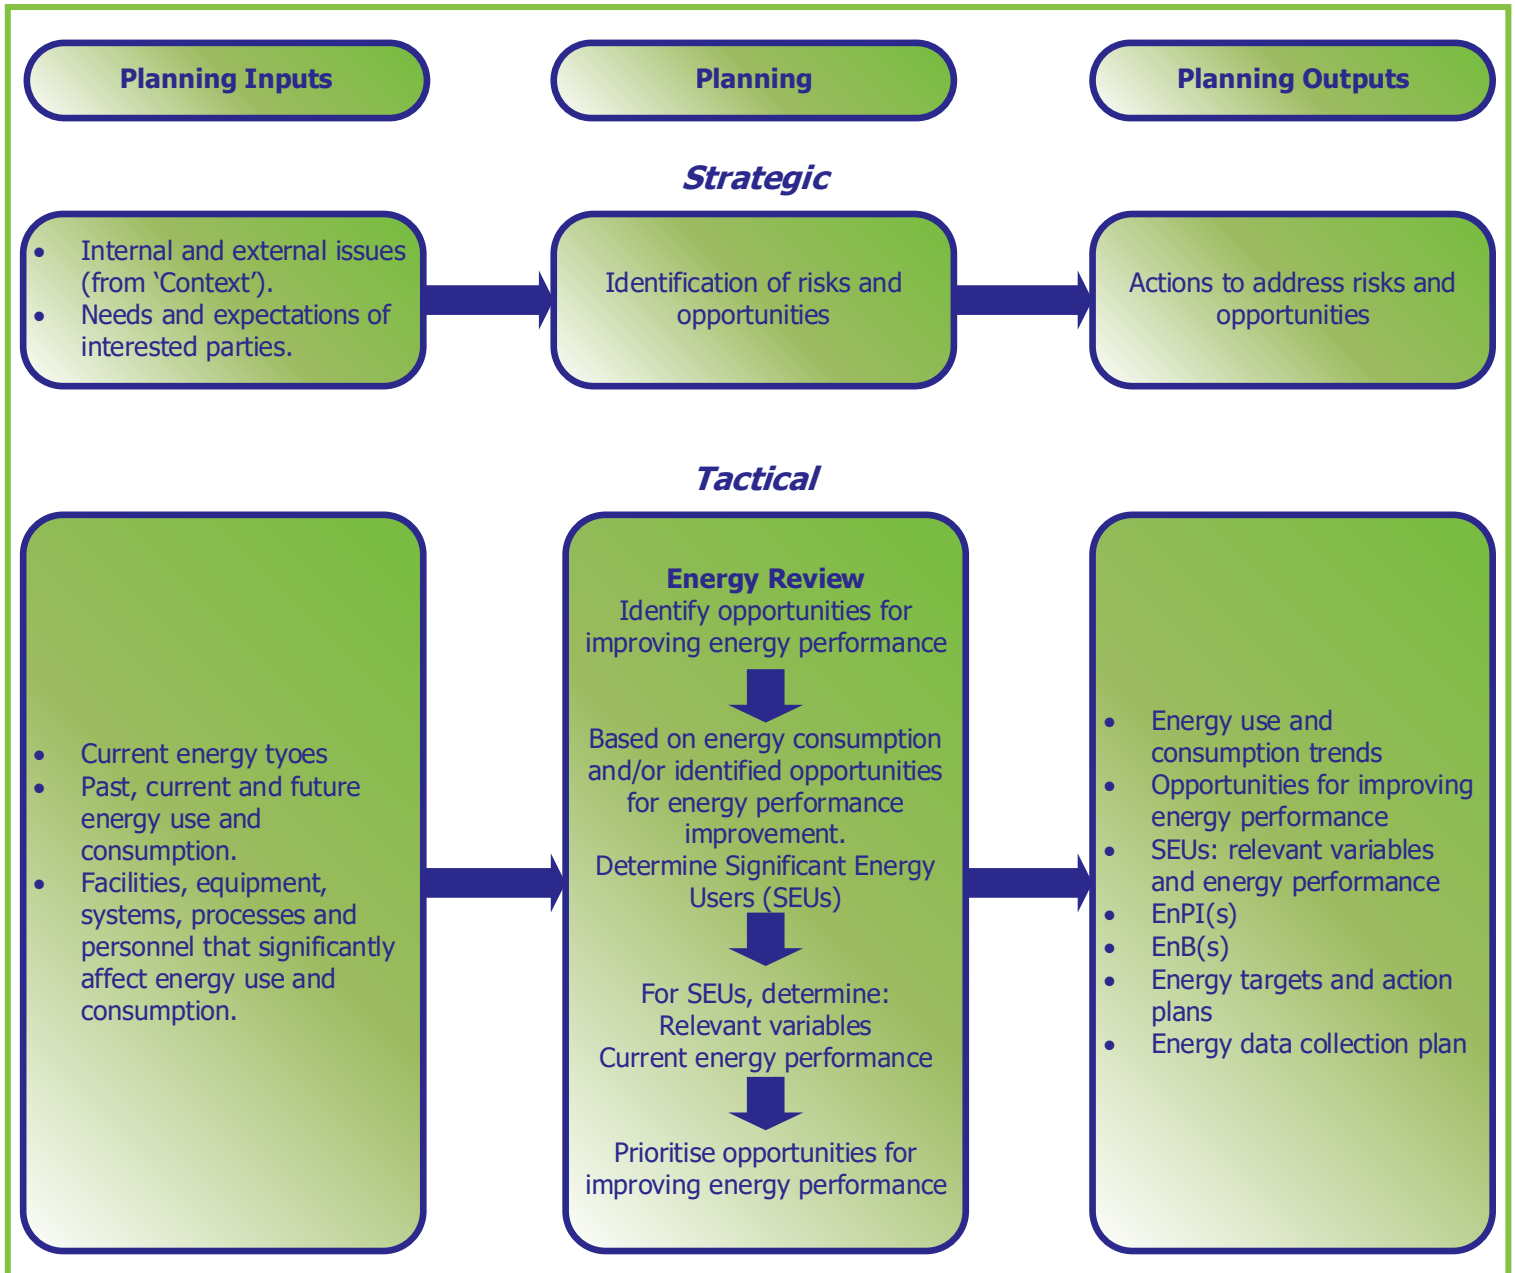 Planning Inputs
Planning
Planning Outputs
Strategic
• Internal and external issues
(from ‘Context’).
• Needs and expectations of
interested parties.
Identification of risks and
opportunities
Actions to address risks and
opportunities
Tactical
• Current energy tyoes
• Past, current and future
energy use and
consumption.
• Facilities, equipment,
systems, processes and
personnel that significantly
affect energy use and
consumption.
Energy Review
Identify opportunities for
improving energy performance
Based on energy consumption
and/or identified opportunities
for energy performance
improvement.
Determine Significant Energy
Users (SEUs)
For SEUs, determine:
Relevant variables
Current energy performance
Prioritise opportunities for
improving energy performance
• Energy use and
consumption trends
• Opportunities for improving
energy performance
• SEUs: relevant variables
and energy performance
• EnPI(s)
• EnB(s)
• Energy targets and action
plans
• Energy data collection plan